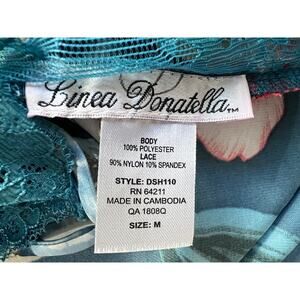 Linea Donatella™
BODY
100% POLYESTER
LACE
90% NYLON 10% SPANDEX
STYLE: DSH110
RN 64211
MADE IN CAMBODIA
QA 1808Q
SIZE: M